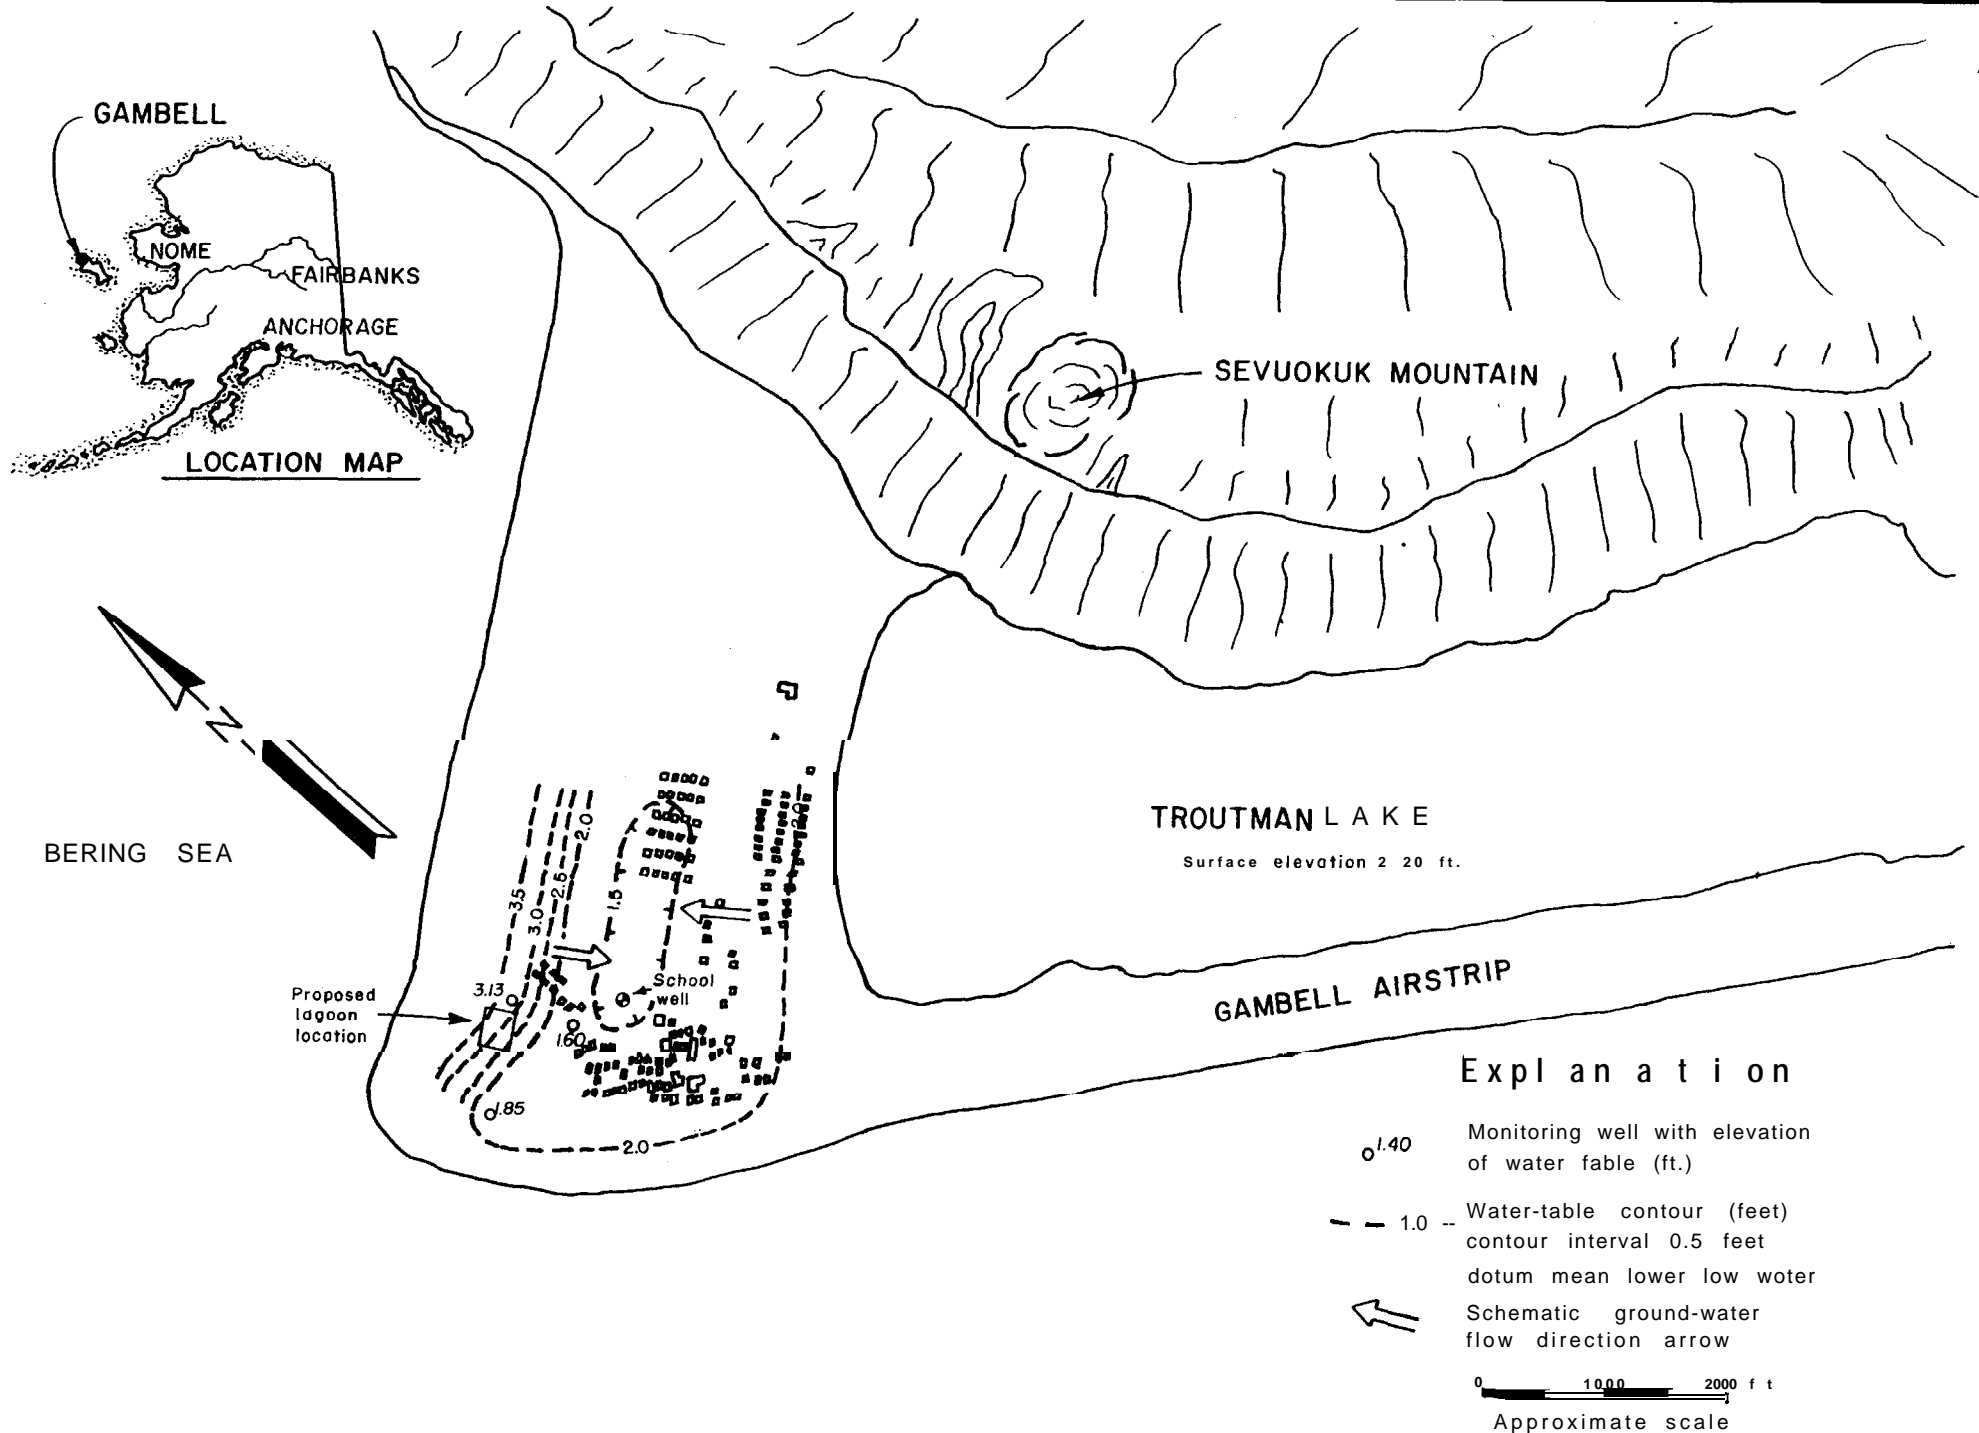 GAMBELL
NOME
FAIRBANKS
ANCHORAGE
LOCATION MAP
SEVUOKUK MOUNTAIN
N
BERING SEA
TROUTMAN LAKE
Surface elevation 2 20 ft.
GAMBELL AIRSTRIP
2.0
2.0
2.5
3.0
3.5
1.5
3.13
School
well
Proposed
lagoon
location
1.60
1.85
2.0
Expl an a t i on
1.40
Monitoring well with elevation
of water fable (ft.)
1.0
Water-table contour (feet)
contour interval 0.5 feet
dotum mean lower low woter
Schematic ground-water
flow direction arrow
0 1000 2000 f t
Approximate scale